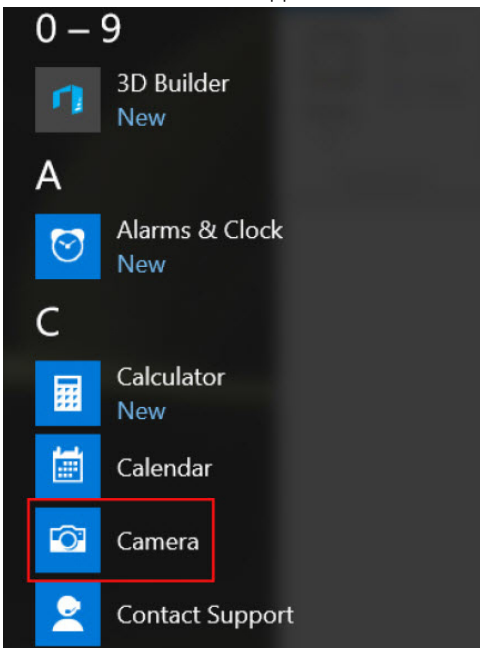 0 – 9
3D Builder
New
A
Alarms & Clock
New
C
Calculator
New
Calendar
Camera
Contact Support